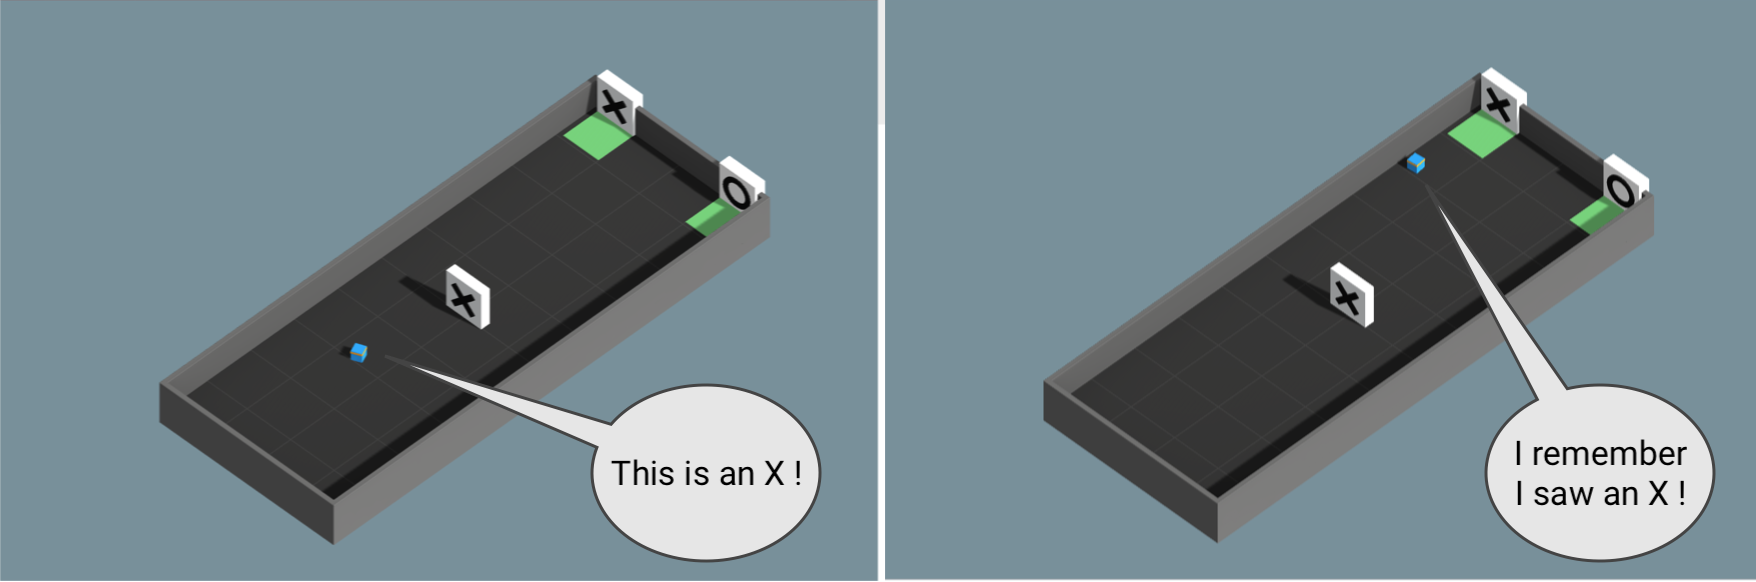 X
O
X
This is an X !
X
O
X
I remember
I saw an X !